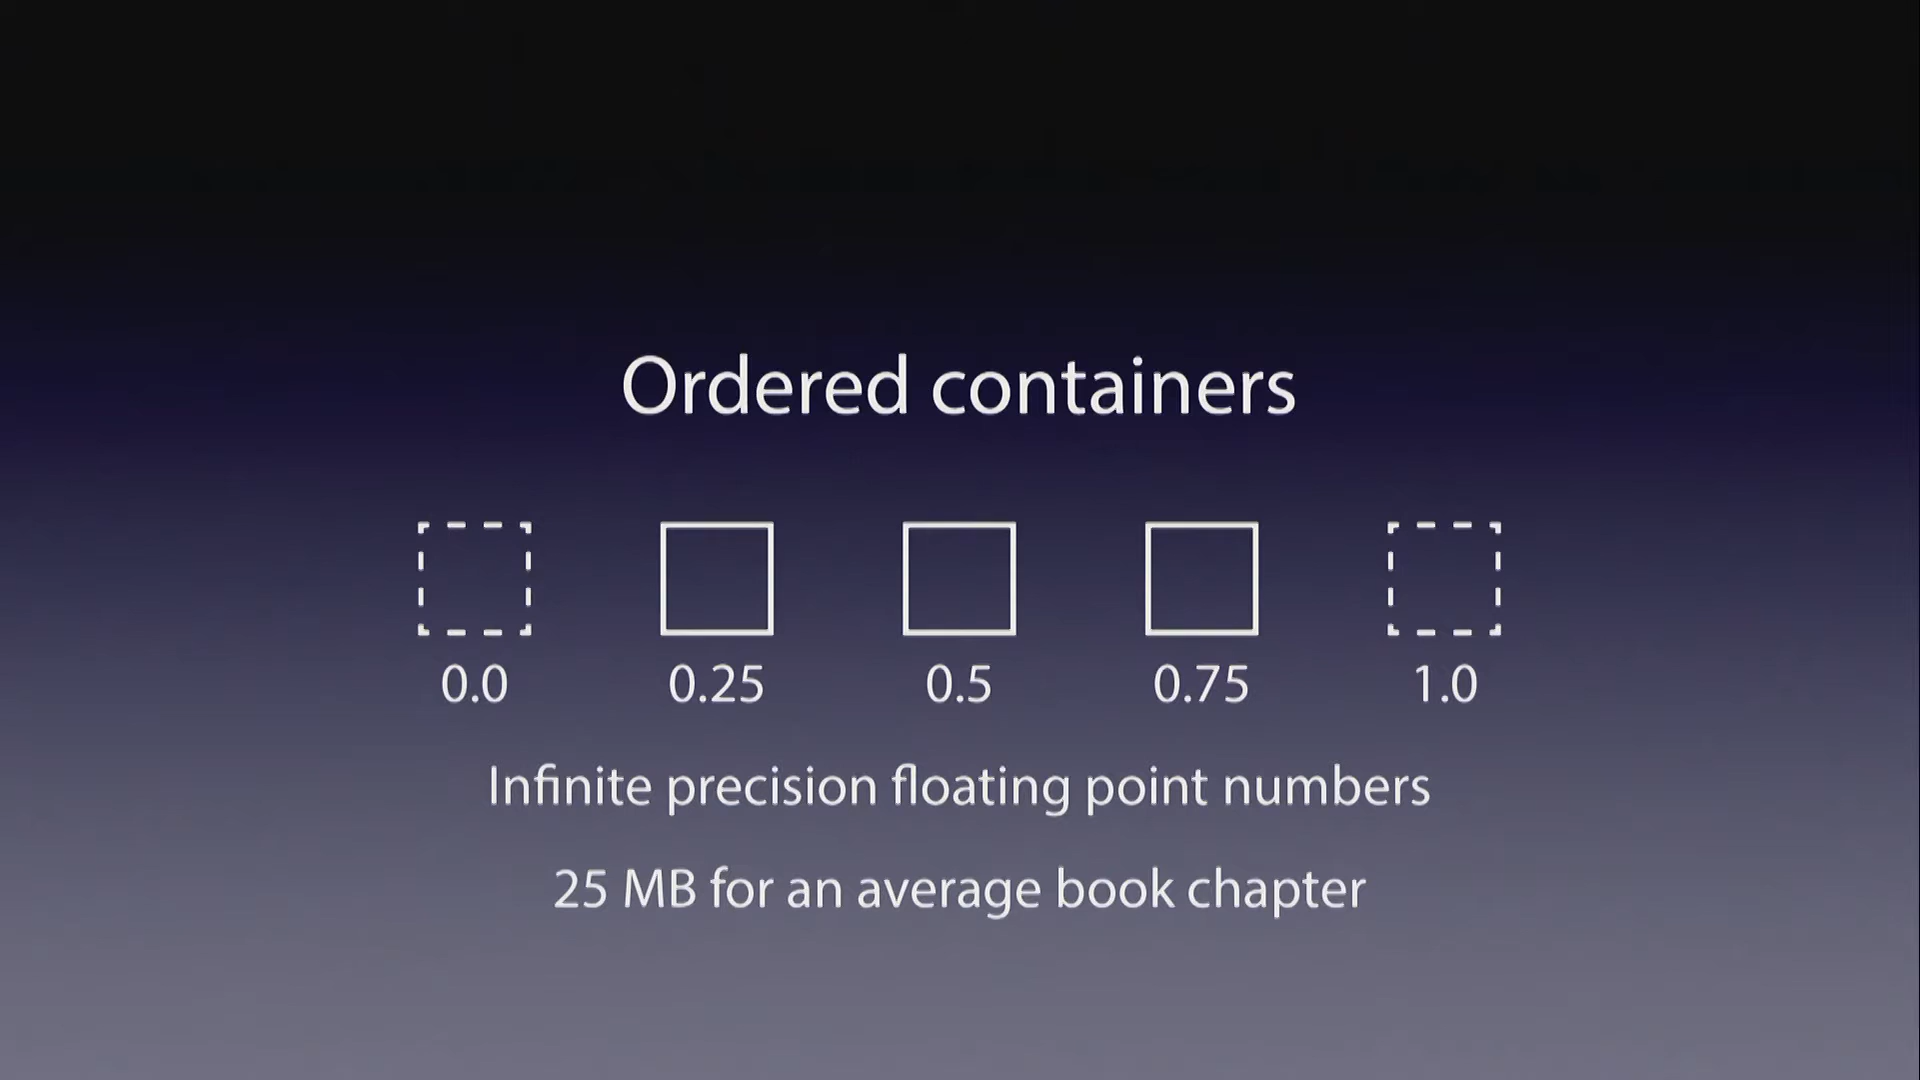 Ordered containers
0.0 0.25 0.5 0.75 1.0
Infinite precision floating point numbers
25 MB for an average book chapter